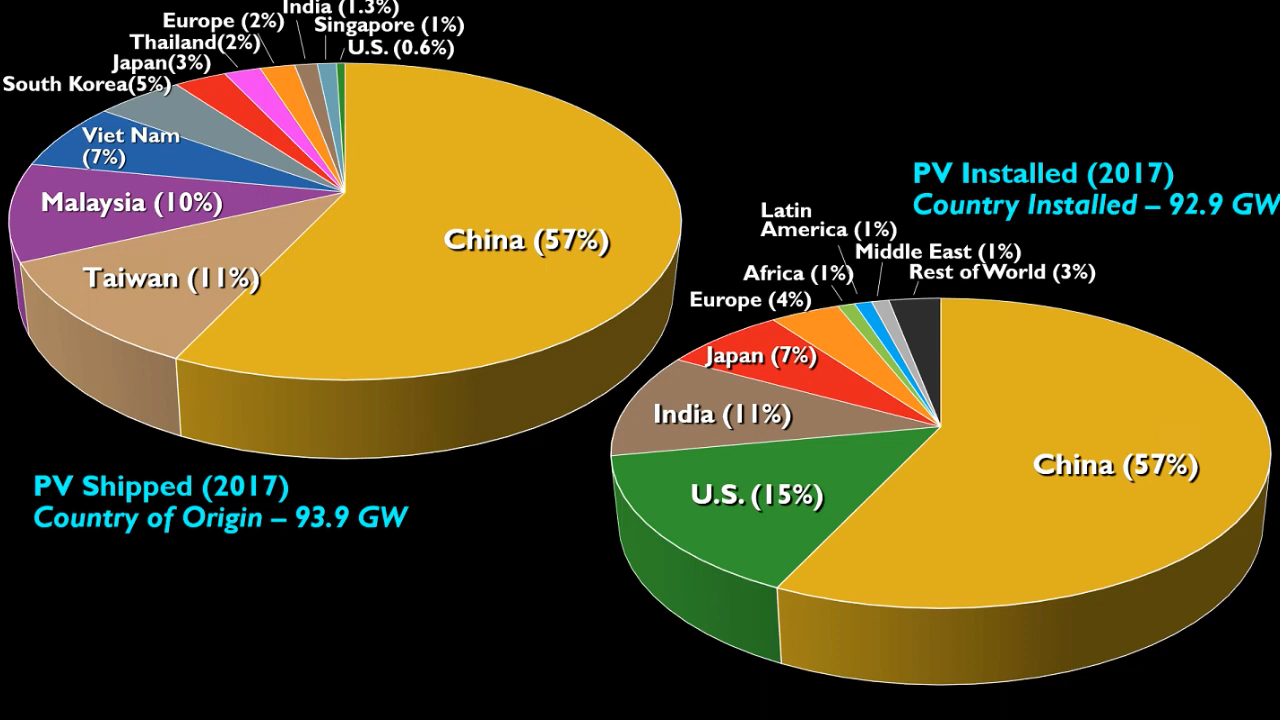 India (1.3%)
Europe (2%)
Singapore (1%)
Thailand(2%)
U.S. (0.6%)
Japan(3%)
South Korea(5%)
Viet Nam
(7%)
Malaysia (10%)
China (57%)
Taiwan (11%)
PV Shipped (2017)
Country of Origin – 93.9 GW
PV Installed (2017)
Country Installed – 92.9 GW
Latin
America (1%)
Middle East (1%)
Africa (1%)
Rest of World (3%)
Europe (4%)
Japan (7%)
India (11%)
China (57%)
U.S. (15%)